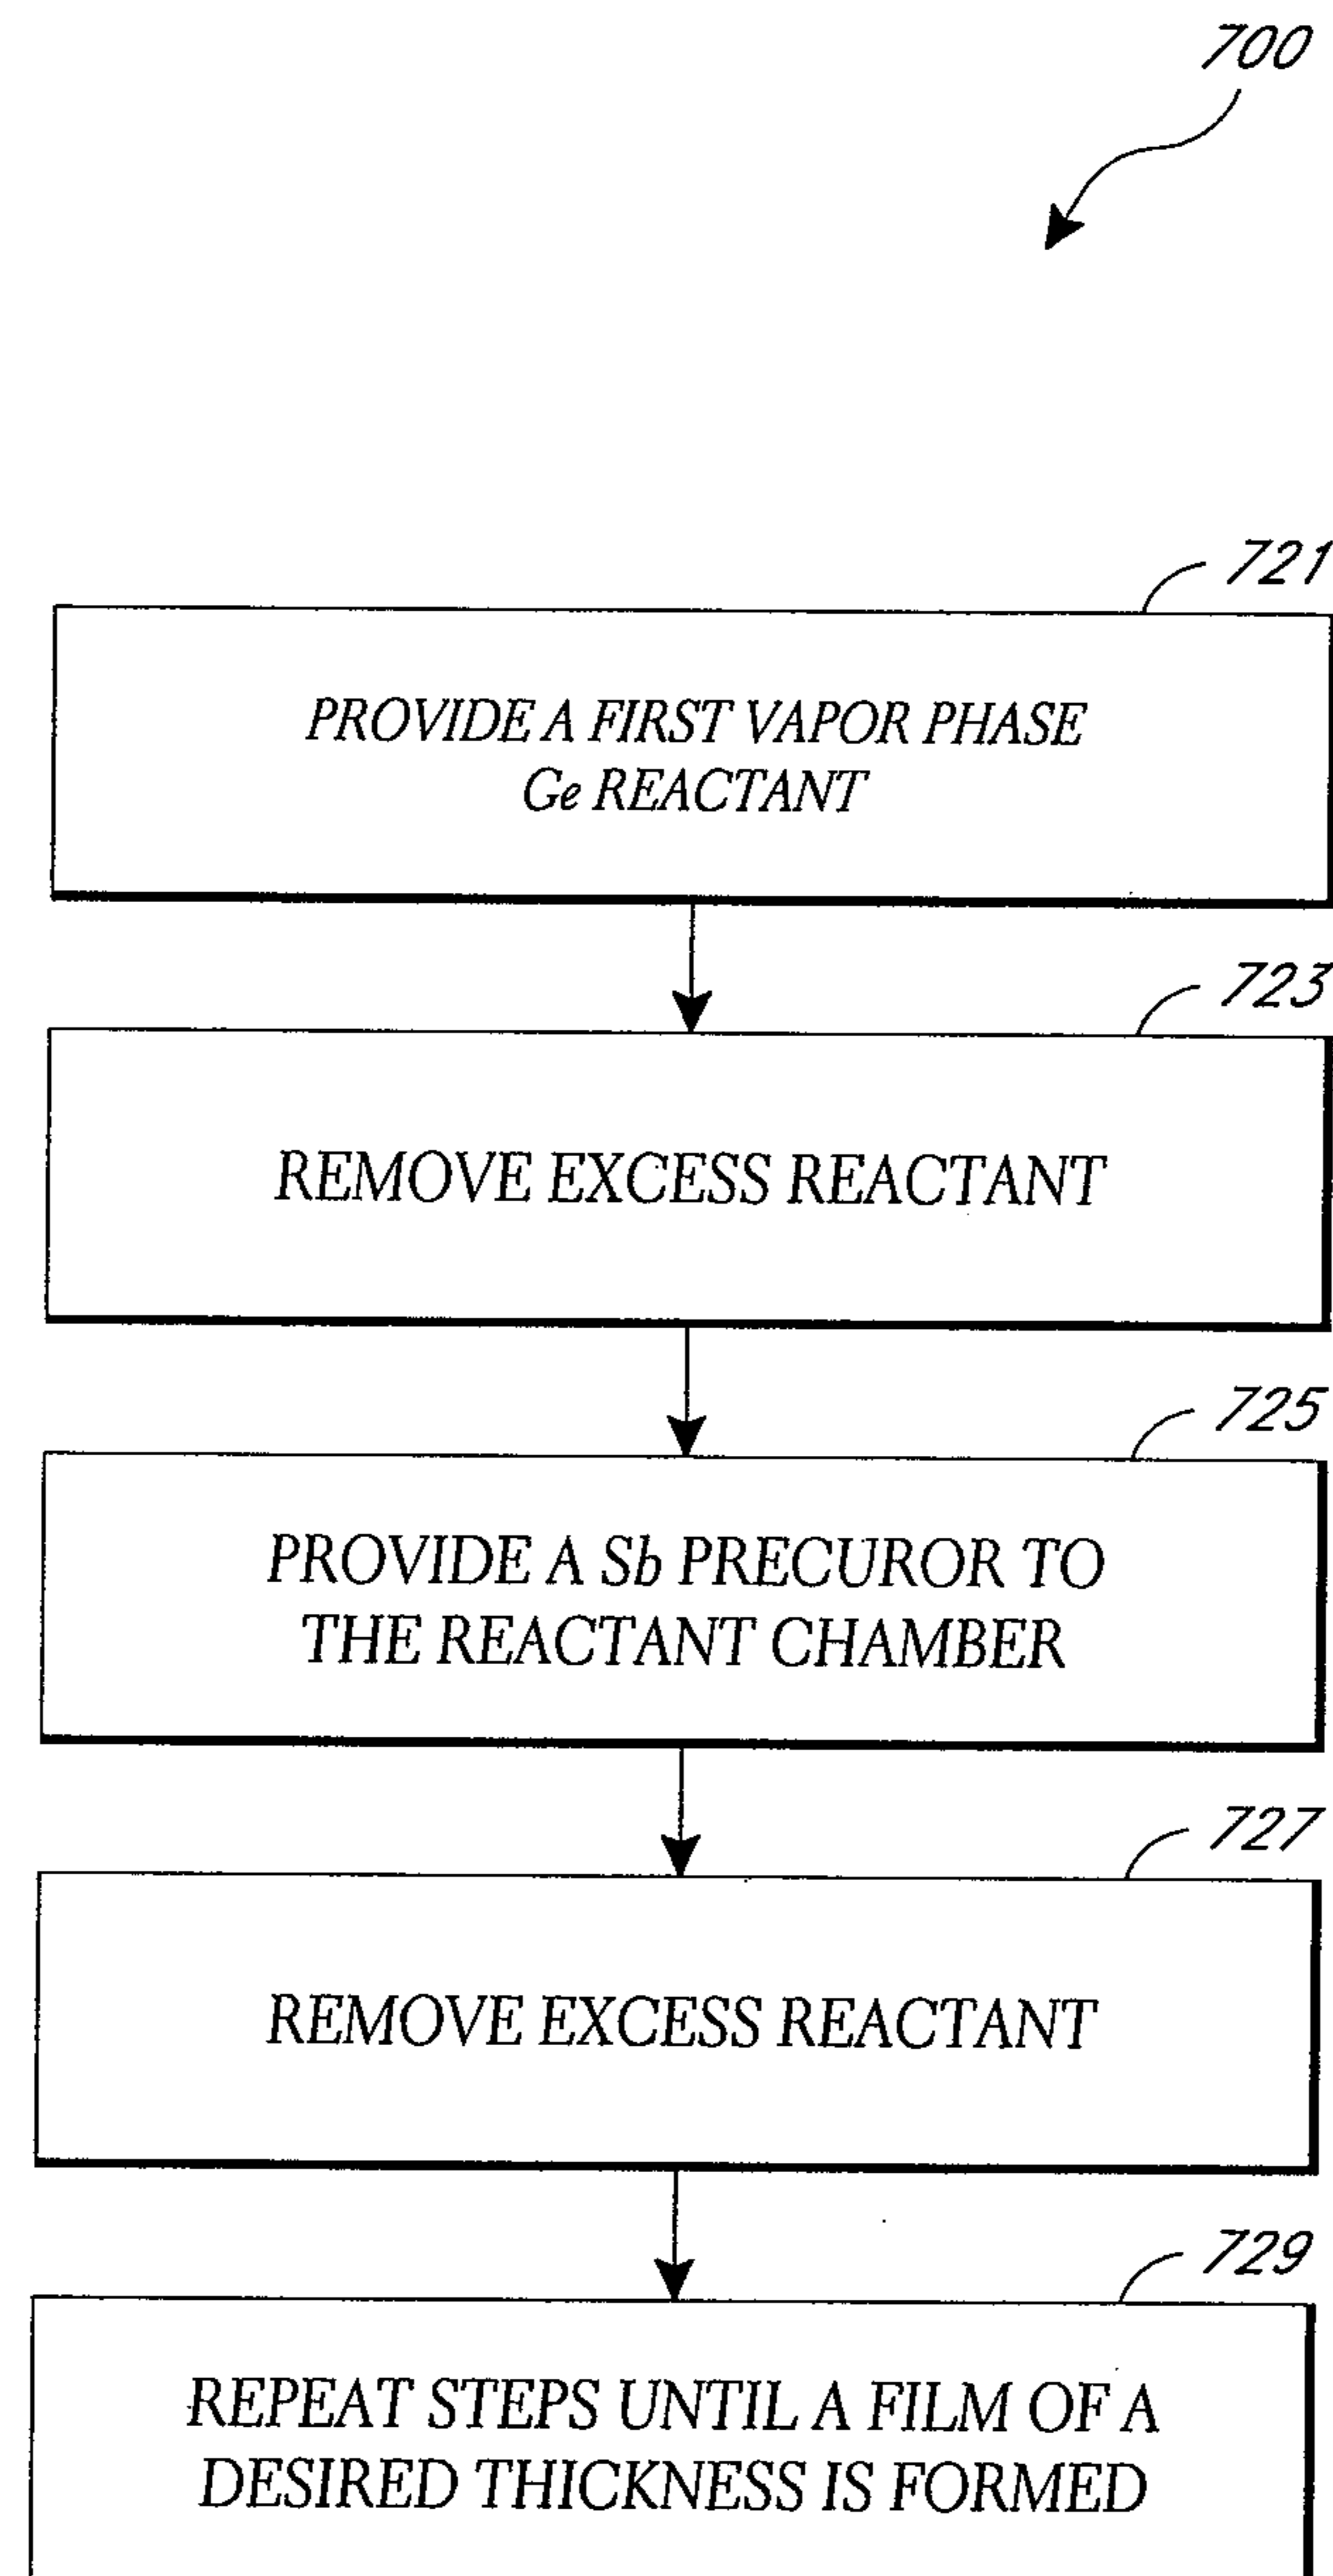 700
721
PROVIDE A FIRST VAPOR PHASE
Ge REACTANT
723
REMOVE EXCESS REACTANT
725
PROVIDE A Sb PRECUROR TO
THE REACTANT CHAMBER
727
REMOVE EXCESS REACTANT
729
REPEAT STEPS UNTIL A FILM OF A
DESIRED THICKNESS IS FORMED